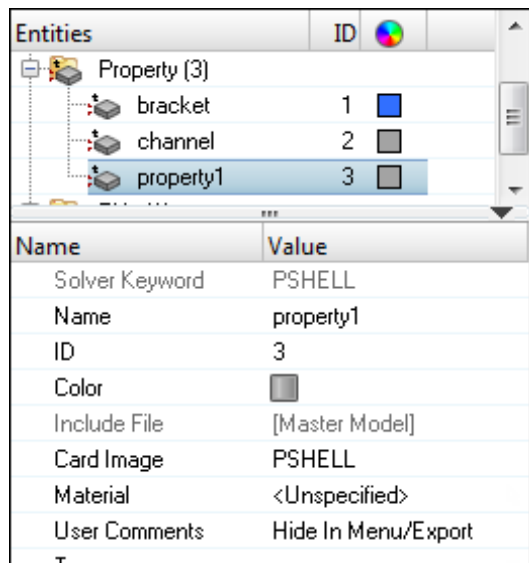 Entities ID
Property (3)
bracket 1
channel 2
property1 3
Name Value
Solver Keyword PSHELL
Name property1
ID 3
Color
Include File [Master Model]
Card Image PSHELL
Material <Unspecified>
User Comments Hide In Menu/Export